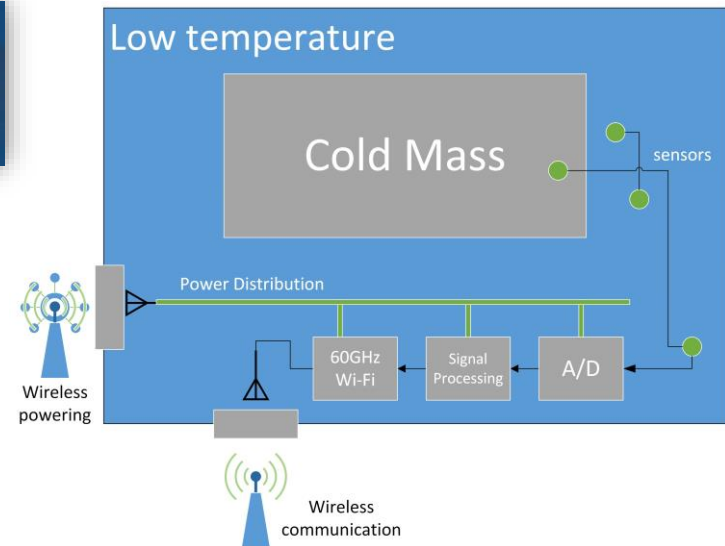 Low temperature
Cold Mass
sensors
Power Distribution
60GHz
Wi-Fi
Signal
Processing
A/D
Wireless
powering
Wireless
communication